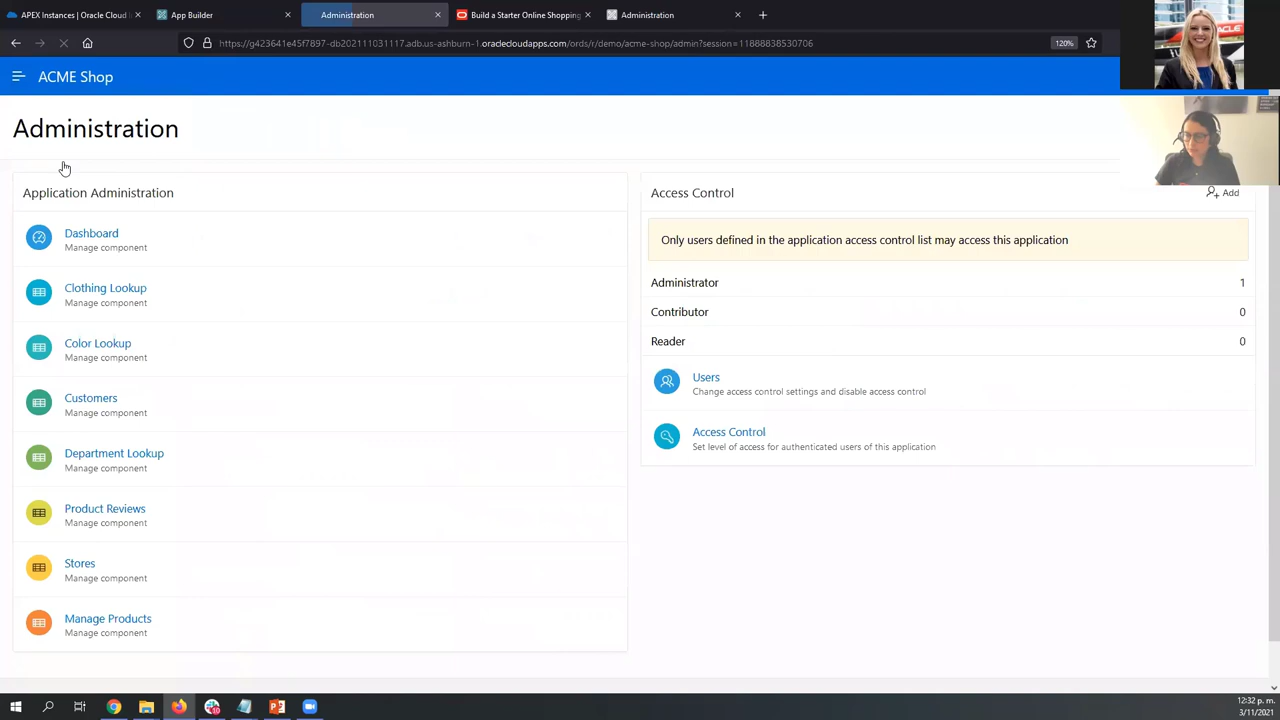 APEX Instances | Oracle Cloud I
App Builder
Administration
Build a Starter Online Shopping
Administration
https://g423641e45f7897-db202111031117.adb.us-ashburn-1.oraclecloudapps.com/ords/r/demo/acme-shop/admin?session=11888838530706
120%
ACME Shop
Administration
Application Administration
Dashboard
Manage component
Clothing Lookup
Manage component
Color Lookup
Manage component
Customers
Manage component
Department Lookup
Manage component
Product Reviews
Manage component
Stores
Manage component
Manage Products
Manage component
Access Control
Add
Only users defined in the application access control list may access this application
Administrator 1
Contributor 0
Reader 0
Users
Change access control settings and disable access control
Access Control
Set level of access for authenticated users of this application
12:32 p. m.
3/11/2021